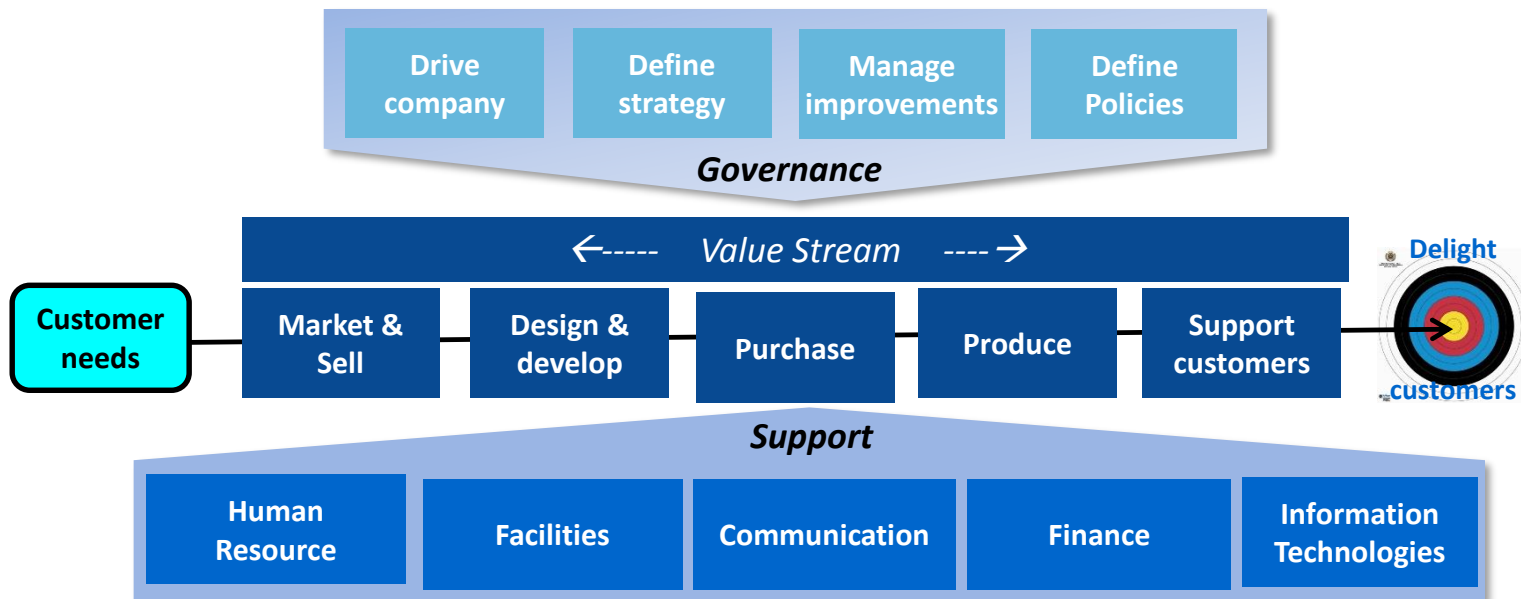 Drive
company
Define
strategy
Manage
improvements
Define
Policies
Governance
←----- Value Stream ----→
Customer
needs
Market &
Sell
Design &
develop
Purchase
Produce
Support
customers
Delight
customers
Support
Human
Resource
Facilities
Communication
Finance
Information
Technologies